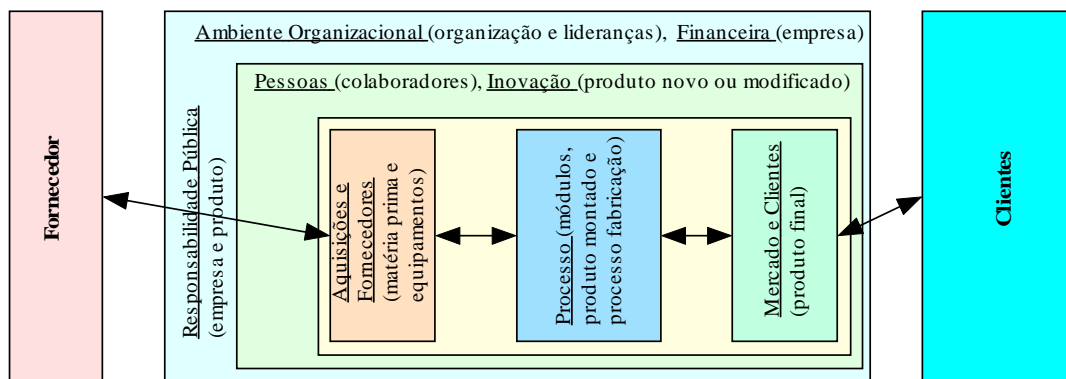 Ambiente Organizacional (organização e lideranças), Financeira (empresa)
Pessoas (colaboradores), Inovação (produto novo ou modificado)
Fornecedor
Responsabilidade Pública
(empresa e produto)
Aquisições e
Fornecedores
(matéria prima e
equipamentos)
Processo (módulos,
produto montado e
processo fabricação)
Mercado e Clientes
(produto final)
Clientes